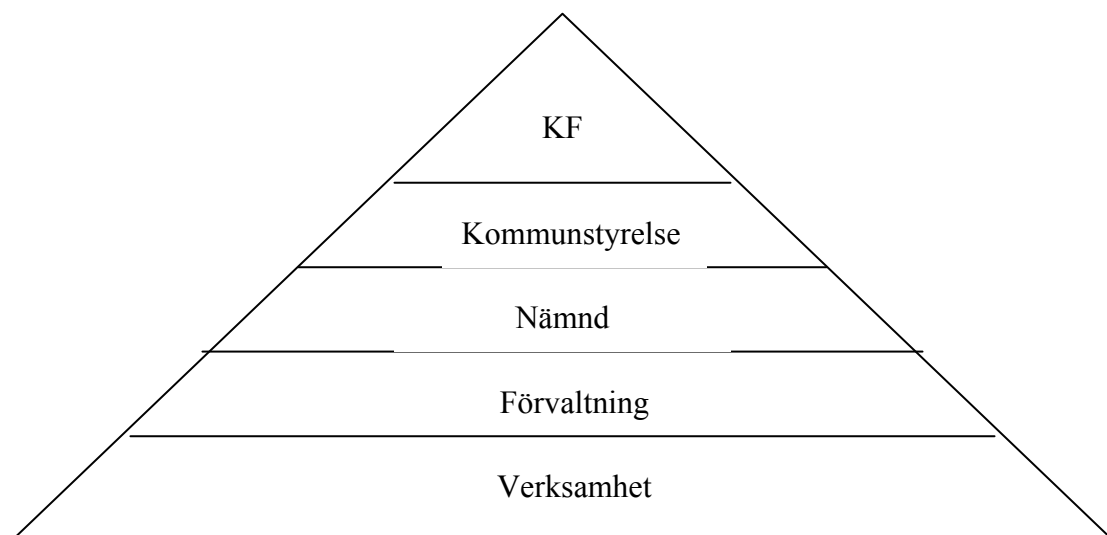 KF
Kommunstyrelse
Nämnd
Förvaltning
Verksamhet